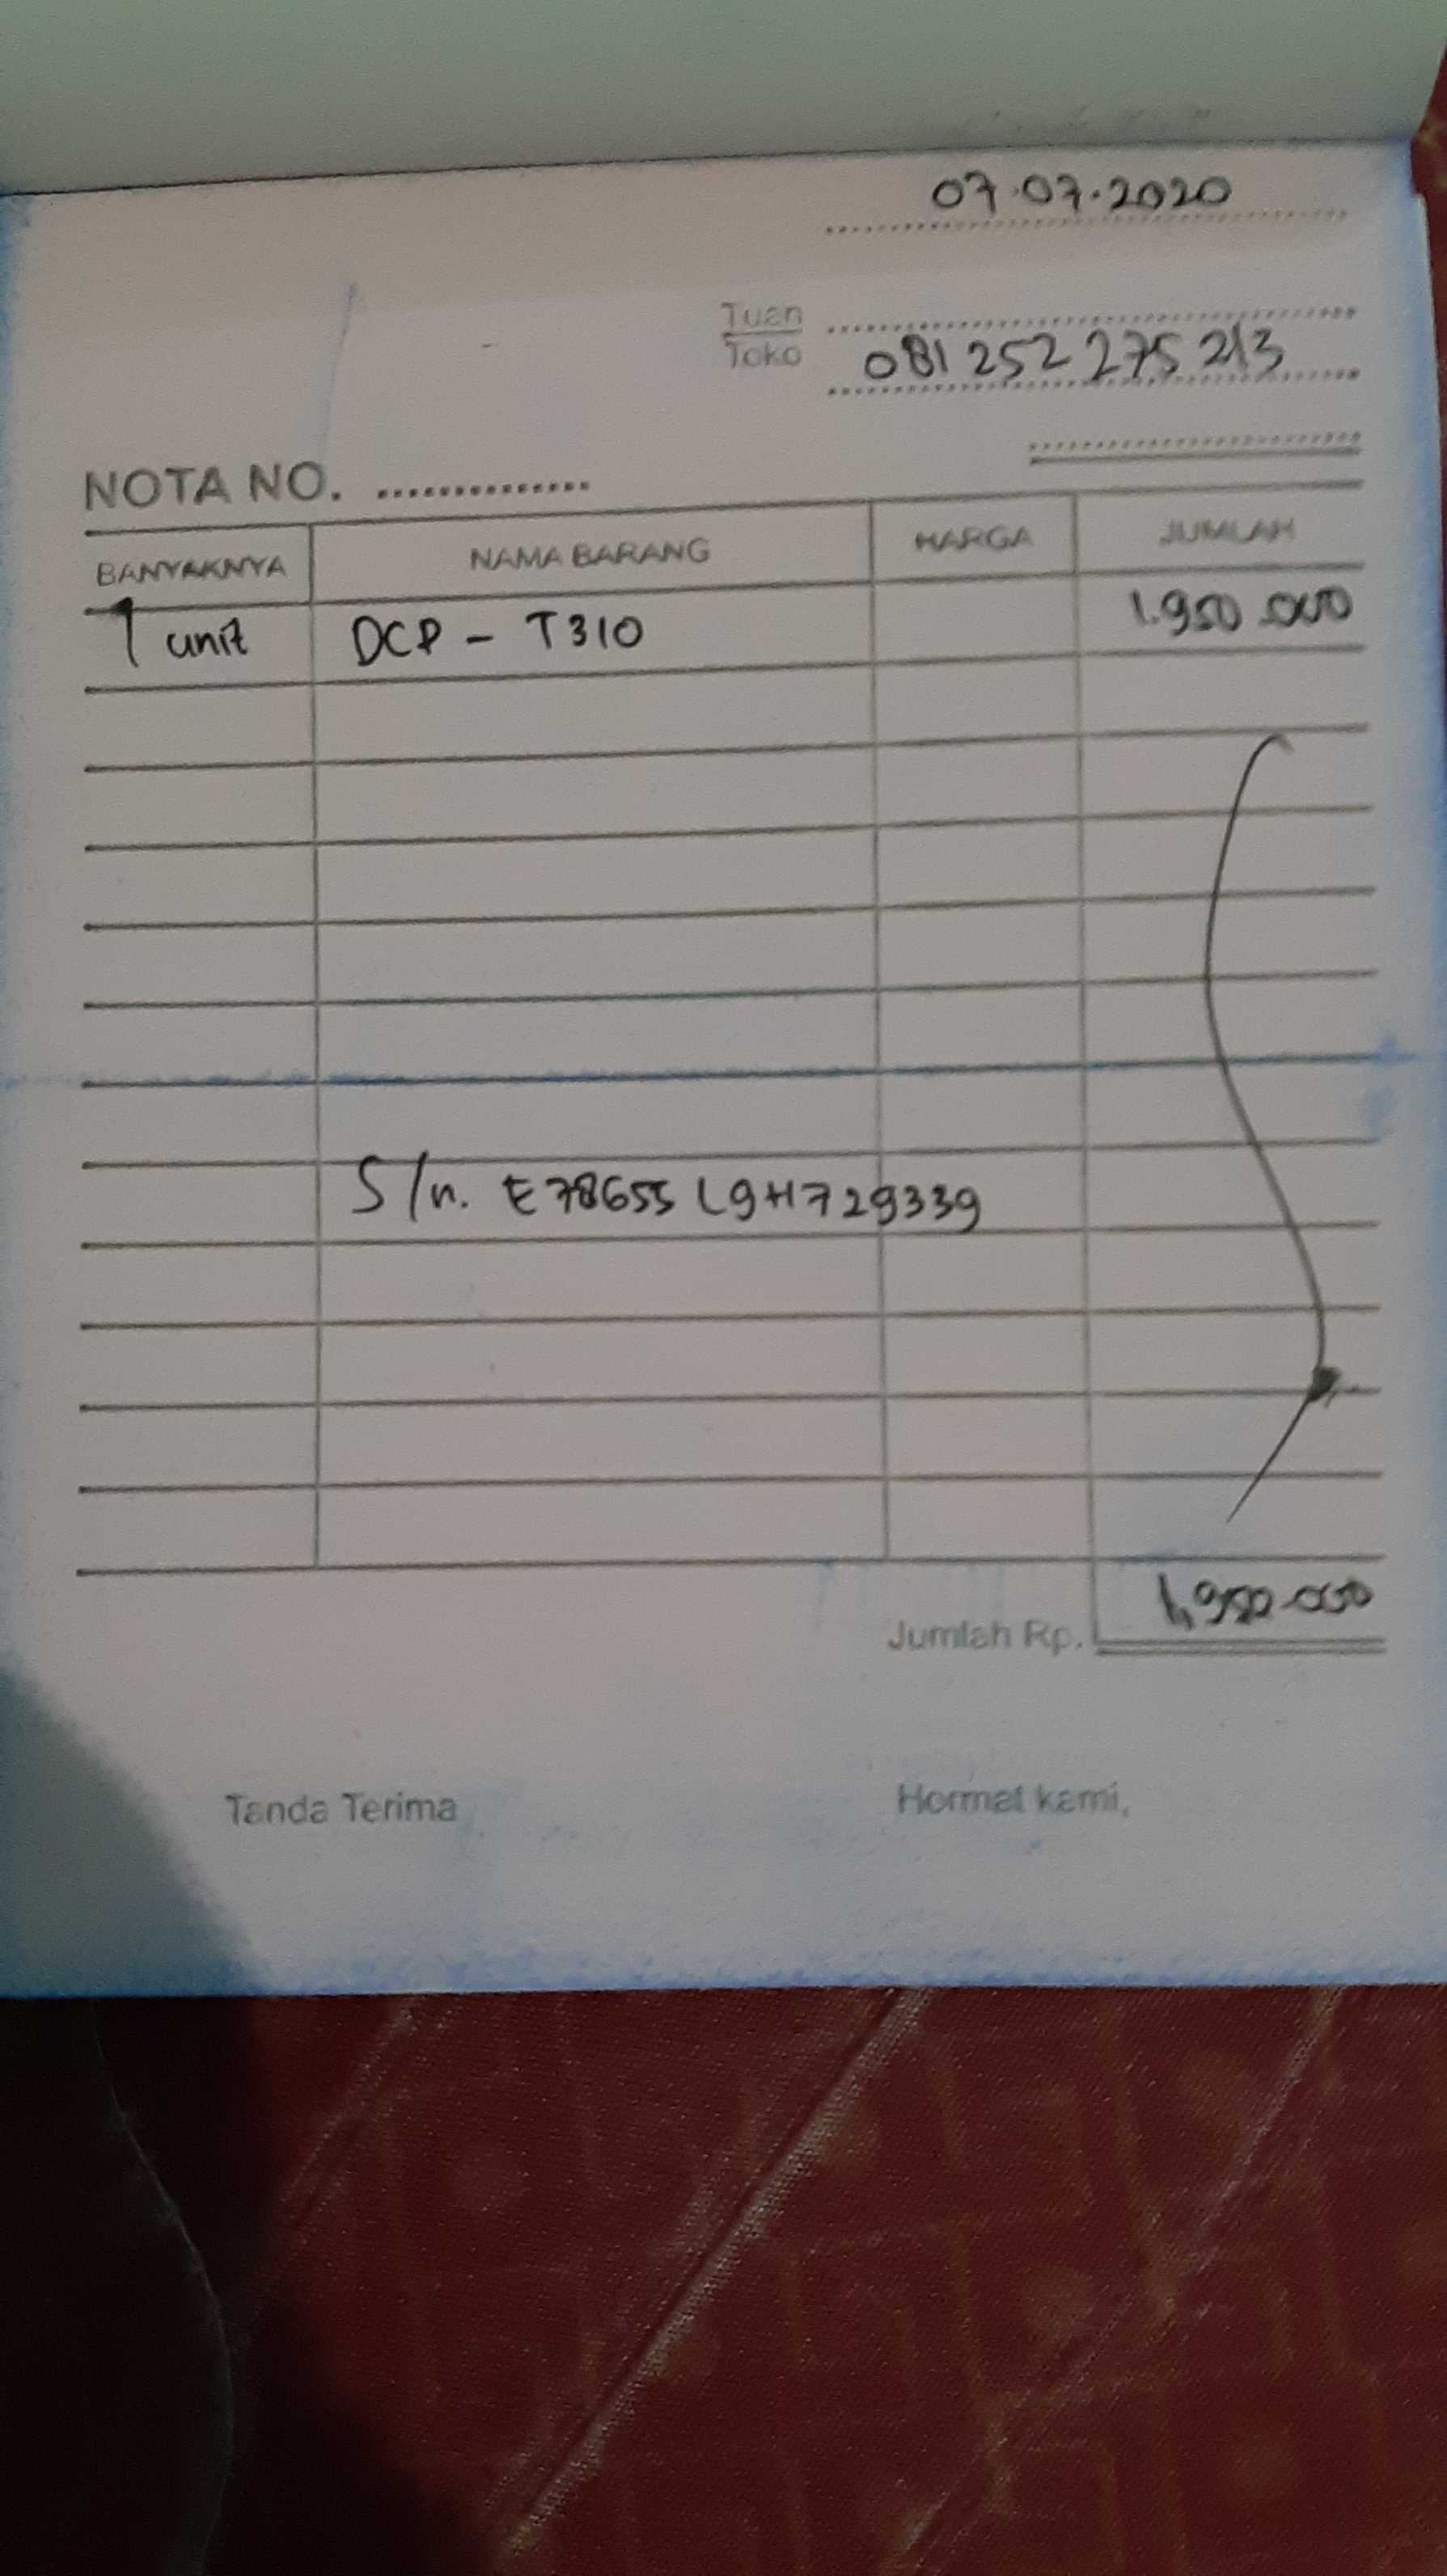 07.07.2020
Tuan
Toko 081 252 275 213
NOTA NO. ...............
BANYAKNYA NAMA BARANG HARGA JUMLAH
1 unit DCP - T310 1.950.000
S/n. E78655L9H729339
Jumlah Rp. 1,950.000
Tanda Terima Hormat kami,